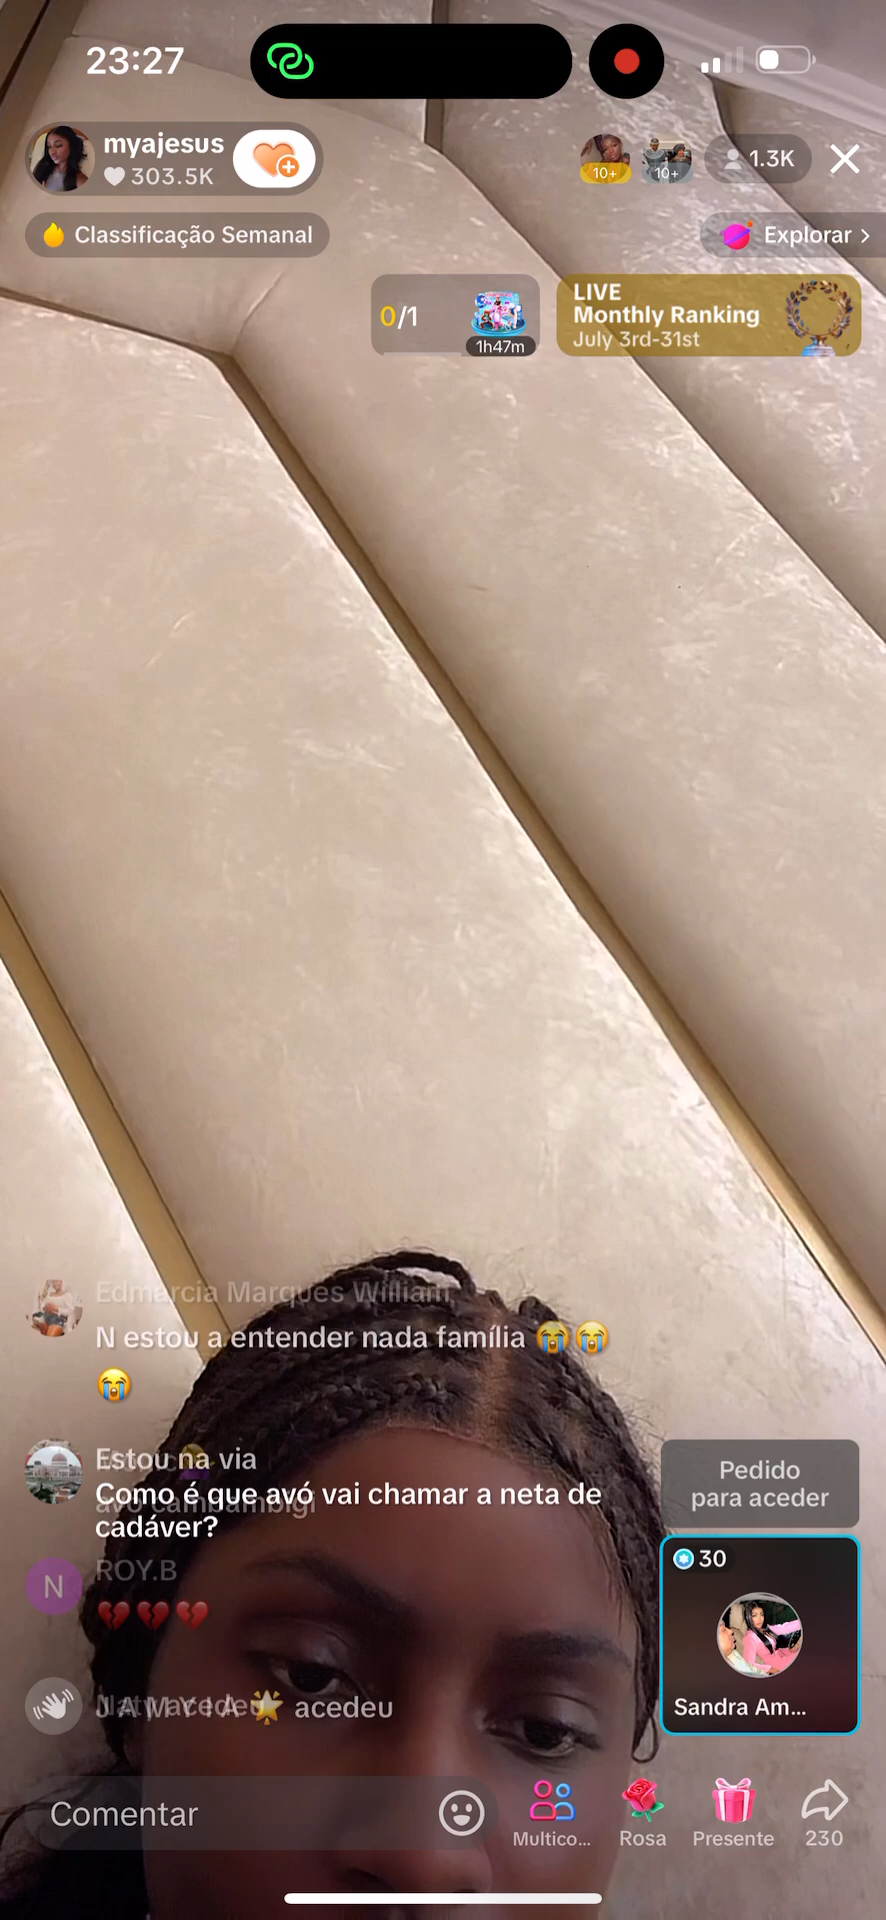 23:27
myajesus
303.5K
10+
10+
1.3K
Classificação Semanal
Explorar >
0/1
1h47m
LIVE
Monthly Ranking
July 3rd-31st
Edmarcia Marques William
N estou a entender nada família 😭😭
😭
Estou na via
Como é que avó vai chamar a neta de
cadáver?
N
ROY.B
💔💔💔
J A M Y I A 🌟 acedeu
Pedido
para aceder
30
Sandra Am...
Comentar
Multico...
Rosa
Presente
230